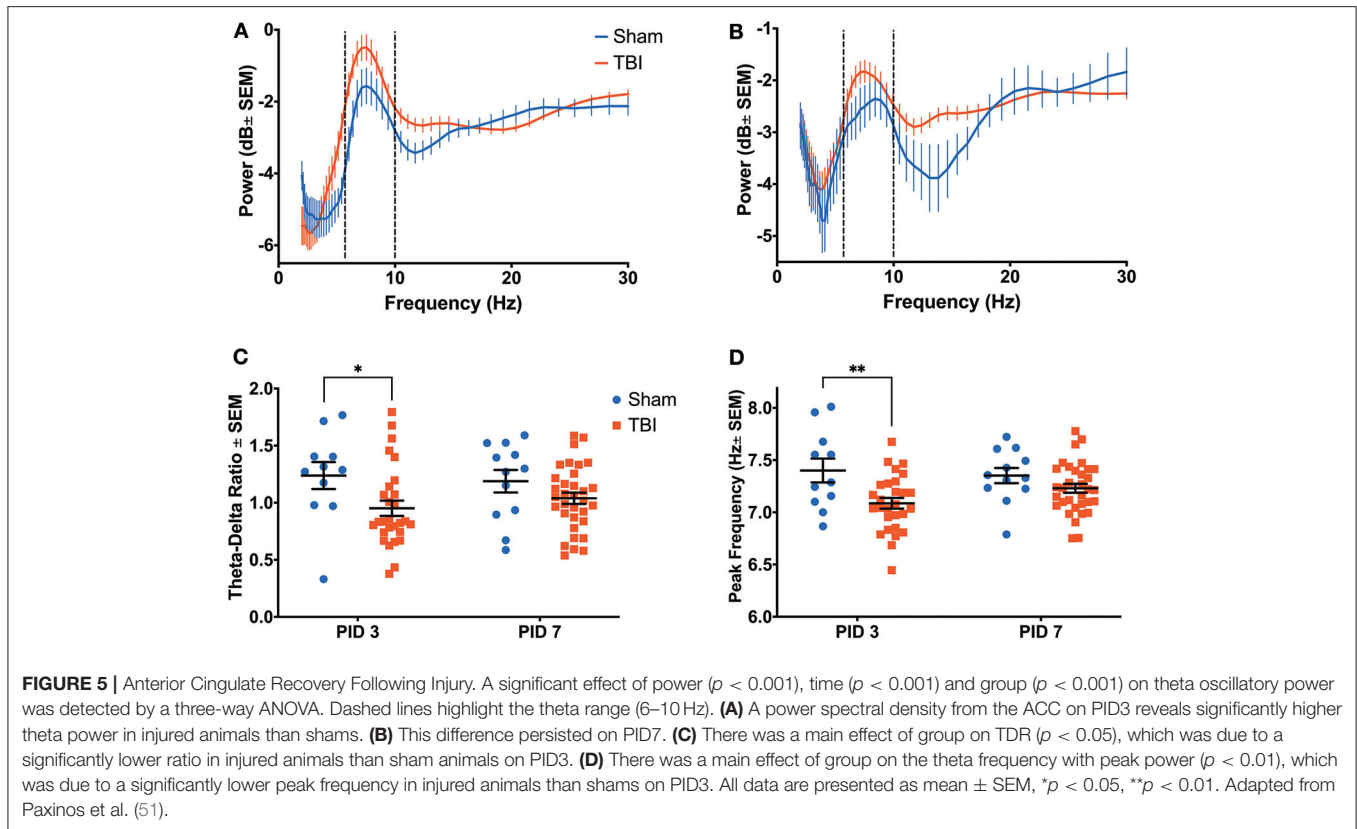 A
B
Sham
TBI
0
-2
-4
-6
Power (dB± SEM)
0
10
20
30
Frequency (Hz)
-1
-2
-3
-4
-5
Power (dB± SEM)
0
10
20
30
Frequency (Hz)
C
D
*
Sham
TBI
2.0
1.5
1.0
0.5
0.0
Theta-Delta Ratio ± SEM
PID 3
PID 7
**
8.0
7.5
7.0
6.5
6.0
Peak Frequency (Hz± SEM)
PID 3
PID 7
FIGURE 5 | Anterior Cingulate Recovery Following Injury. A significant effect of power (p < 0.001), time (p < 0.001) and group (p < 0.001) on theta oscillatory power
was detected by a three-way ANOVA. Dashed lines highlight the theta range (6–10 Hz). (A) A power spectral density from the ACC on PID3 reveals significantly higher
theta power in injured animals than shams. (B) This difference persisted on PID7. (C) There was a main effect of group on TDR (p < 0.05), which was due to a
significantly lower ratio in injured animals than sham animals on PID3. (D) There was a main effect of group on the theta frequency with peak power (p < 0.01), which
was due to a significantly lower peak frequency in injured animals than shams on PID3. All data are presented as mean ± SEM, *p < 0.05, **p < 0.01. Adapted from
Paxinos et al. (51).